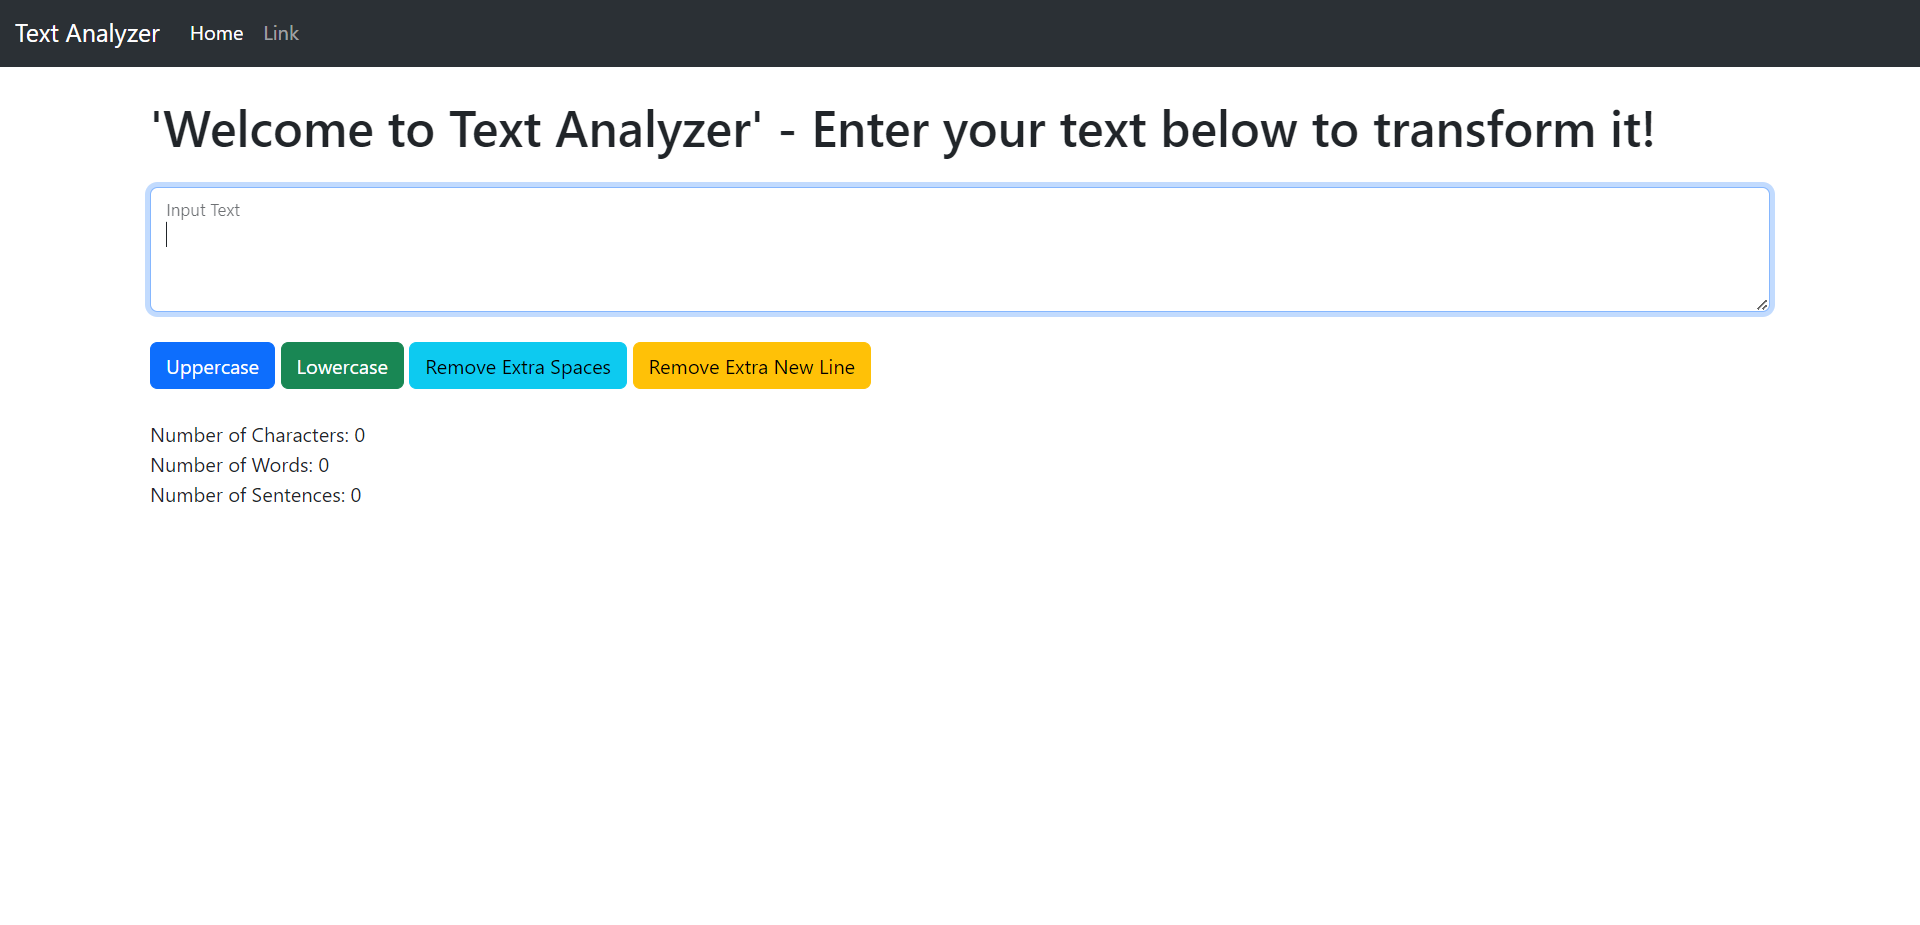 Text Analyzer Home Link
'Welcome to Text Analyzer' - Enter your text below to transform it!
Input Text
Uppercase Lowercase Remove Extra Spaces Remove Extra New Line
Number of Characters: 0
Number of Words: 0
Number of Sentences: 0